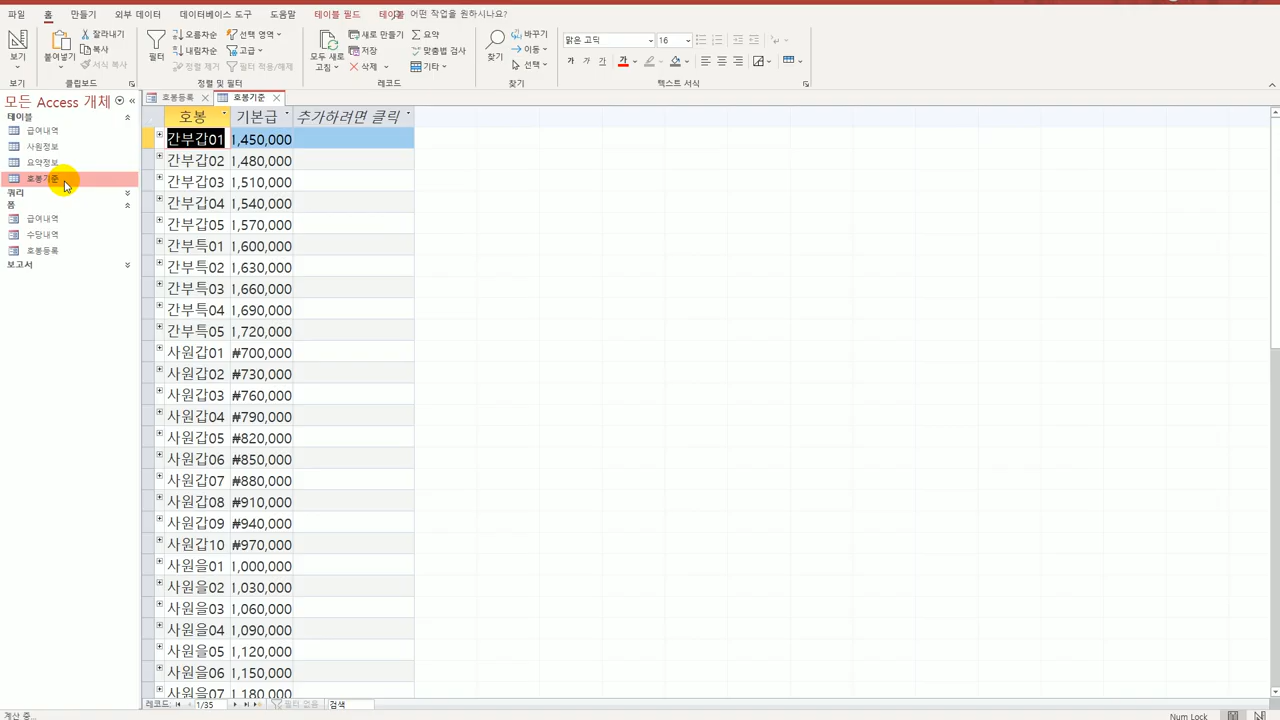 파일 홈 만들기 외부 데이터 데이터베이스 도구 도움말 테이블 필드 테이블 어떤 작업을 원하시나요?
잘라내기 오름차순 선택 영역 새로 만들기 요약 바꾸기 맑은 고딕 16
복사 내림차순 고급 저장 맞춤법 검사 이동
보기 붙여넣기 서식 복사 필터 정렬 제거 필터 적용/해제 모두 새로 고침 삭제 기타 찾기 선택 가 가 가 가
보기 클립보드 정렬 및 필터 레코드 찾기 텍스트 서식
모든 Access 개체
테이블
급여내역
사원정보
요약정보
호봉기준
쿼리
폼
급여내역
수당내역
호봉등록
보고서
호봉등록 호봉기준
호봉 기본급 추가하려면 클릭
간부갑01 1,450,000
간부갑02 1,480,000
간부갑03 1,510,000
간부갑04 1,540,000
간부갑05 1,570,000
간부특01 1,600,000
간부특02 1,630,000
간부특03 1,660,000
간부특04 1,690,000
간부특05 1,720,000
사원갑01 ₩700,000
사원갑02 ₩730,000
사원갑03 ₩760,000
사원갑04 ₩790,000
사원갑05 ₩820,000
사원갑06 ₩850,000
사원갑07 ₩880,000
사원갑08 ₩910,000
사원갑09 ₩940,000
사원갑10 ₩970,000
사원을01 1,000,000
사원을02 1,030,000
사원을03 1,060,000
사원을04 1,090,000
사원을05 1,120,000
사원을06 1,150,000
사원을07 1,180,000
레코드: 1/35 필터 없음 검색
계산 중... Num Lock